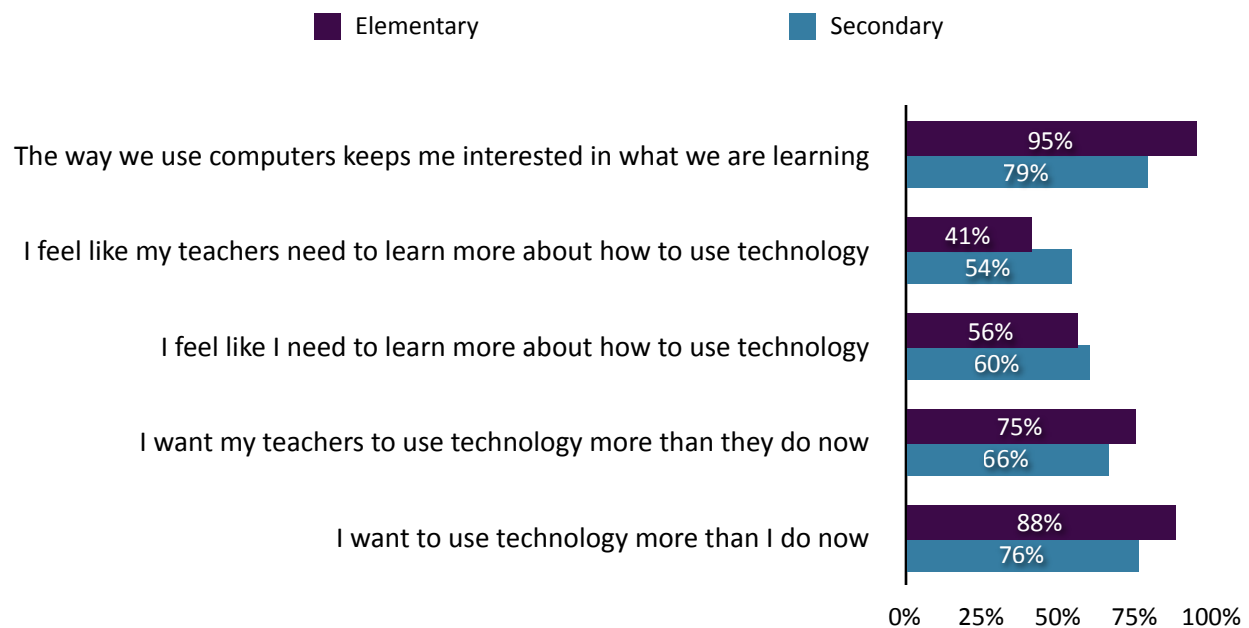 Elementary Secondary
The way we use computers keeps me interested in what we are learning
95%
79%
I feel like my teachers need to learn more about how to use technology
41%
54%
I feel like I need to learn more about how to use technology
56%
60%
I want my teachers to use technology more than they do now
75%
66%
I want to use technology more than I do now
88%
76%
0% 25% 50% 75% 100%